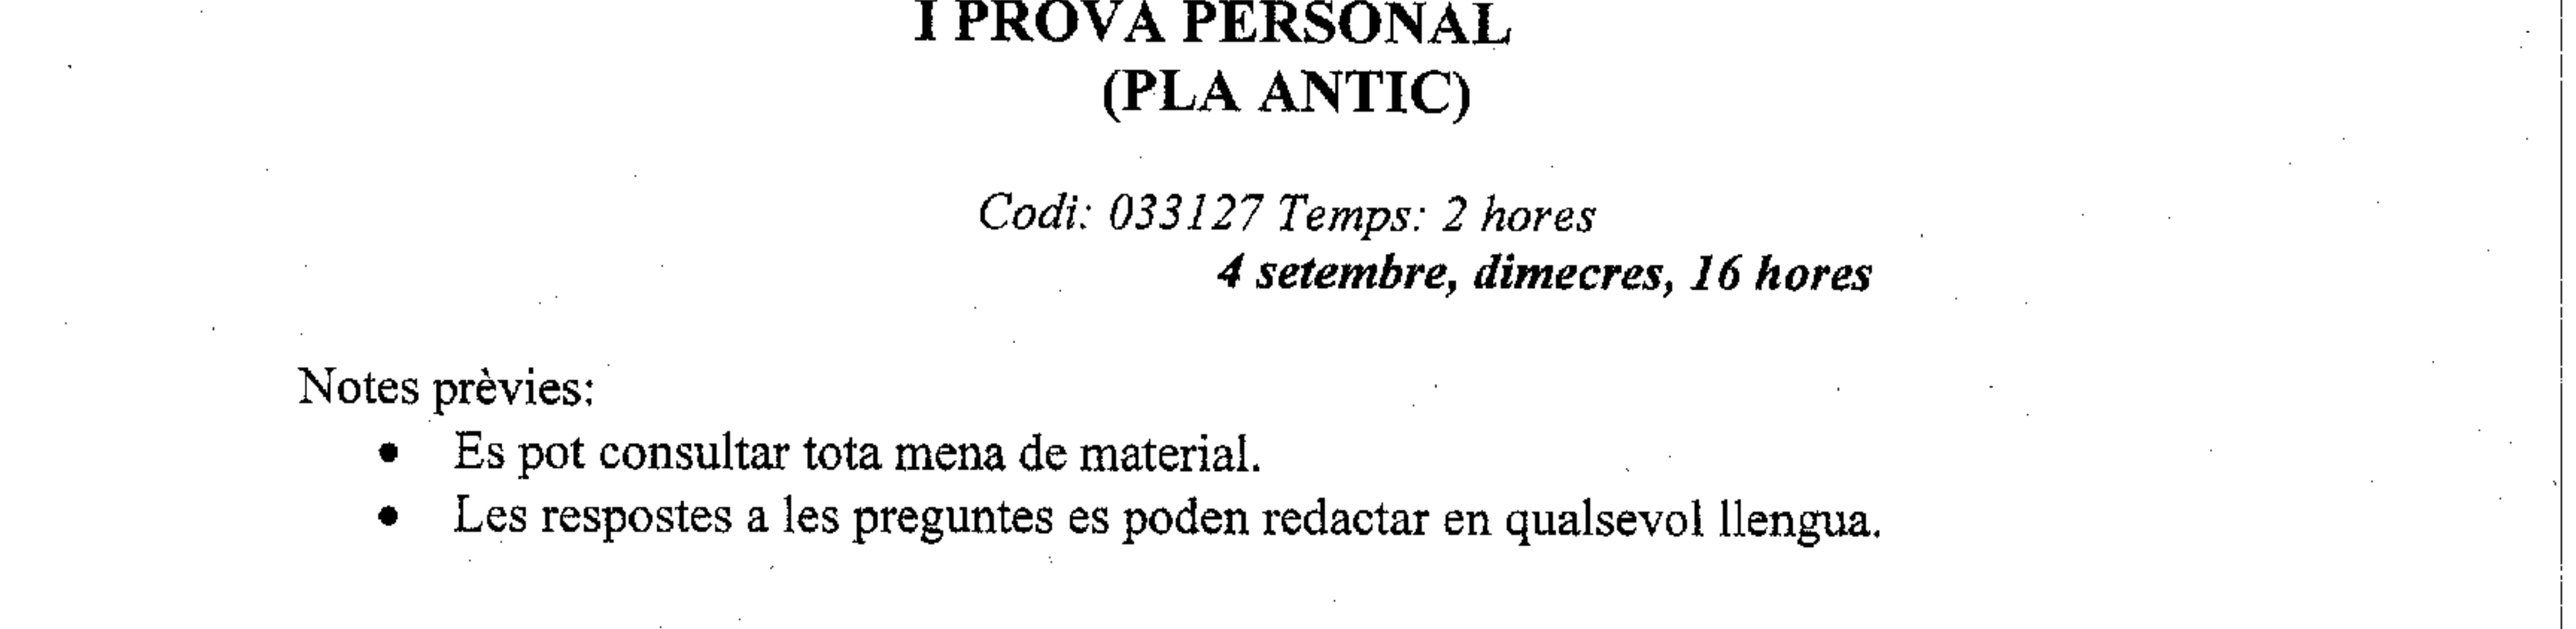 I PROVA PERSONAL
(PLA ANTIC)
Codi: 033127 Temps: 2 hores
4 setembre, dimecres, 16 hores
Notes prèvies:
• Es pot consultar tota mena de material.
• Les respostes a les preguntes es poden redactar en qualsevol llengua.